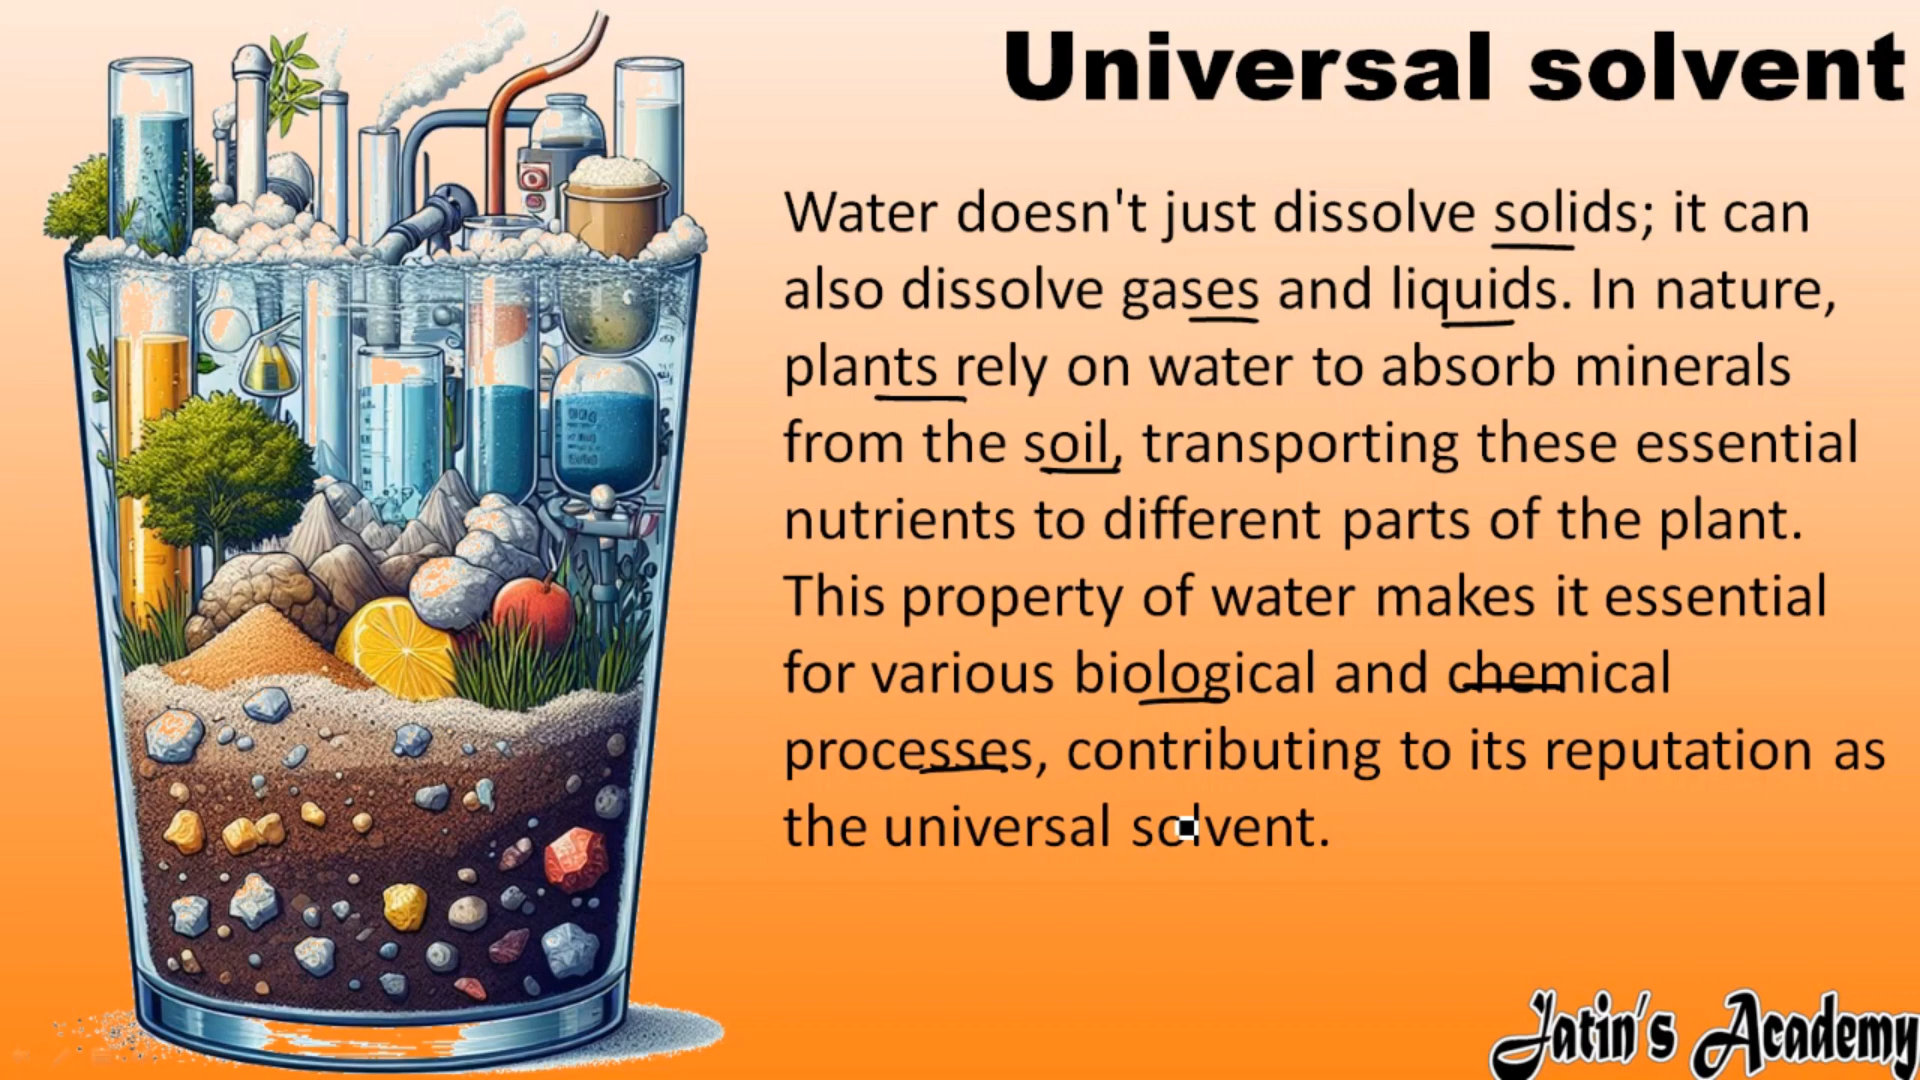 Universal solvent
Water doesn't just dissolve solids; it can
also dissolve gases and liquids. In nature,
plants rely on water to absorb minerals
from the soil, transporting these essential
nutrients to different parts of the plant.
This property of water makes it essential
for various biological and chemical
processes, contributing to its reputation as
the universal solvent.
Jatin's Academy